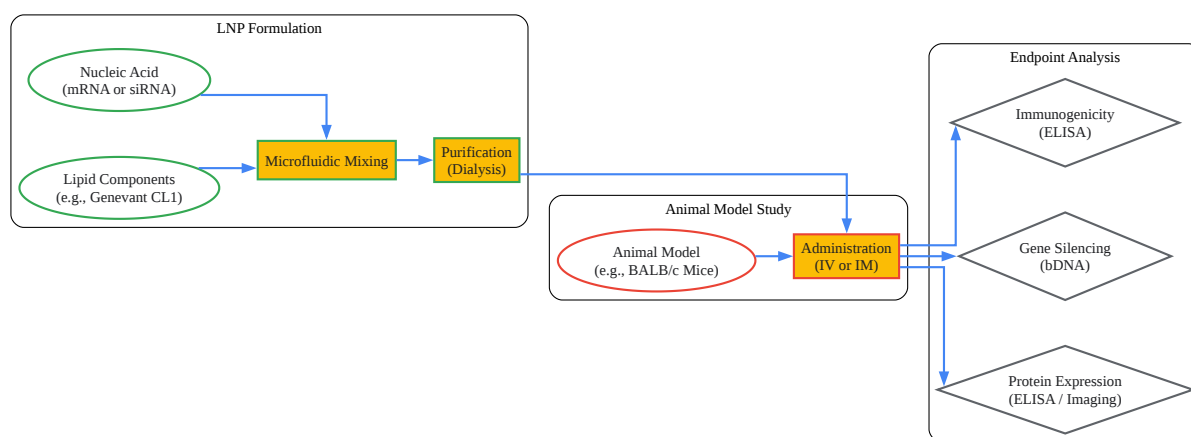 LNP Formulation
Nucleic Acid
(mRNA or siRNA)
Lipid Components
(e.g., Genevant CL1)
Microfluidic Mixing
Purification
(Dialysis)
Animal Model Study
Animal Model
(e.g., BALB/c Mice)
Administration
(IV or IM)
Endpoint Analysis
Immunogenicity
(ELISA)
Gene Silencing
(bDNA)
Protein Expression
(ELISA / Imaging)